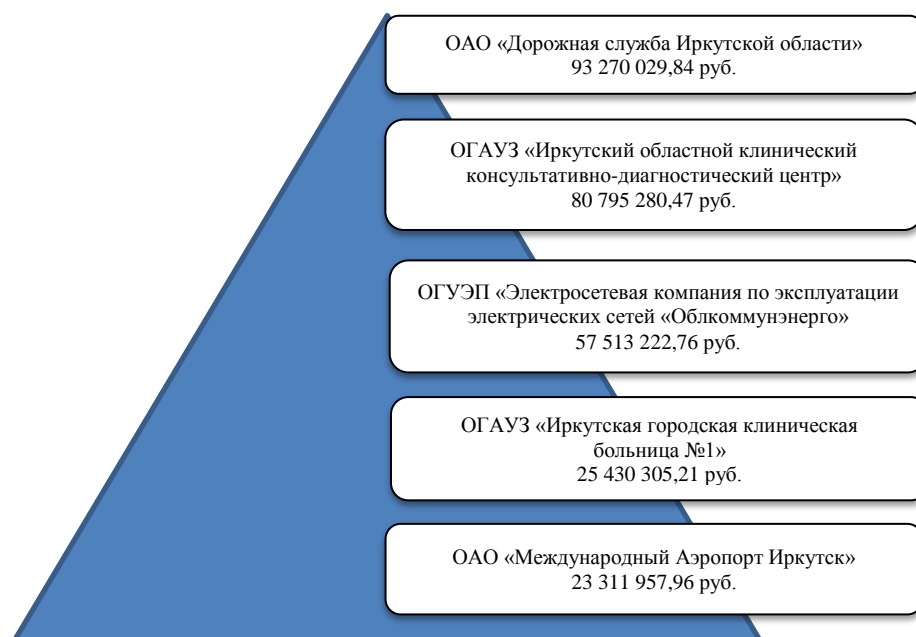 ОАО «Дорожная служба Иркутской области»
93 270 029,84 руб.
ОГАУЗ «Иркутский областной клинический
консультативно-диагностический центр»
80 795 280,47 руб.
ОГУЭП «Электросетевая компания по эксплуатации
электрических сетей «Облкоммунэнерго»
57 513 222,76 руб.
ОГАУЗ «Иркутская городская клиническая
больница №1»
25 430 305,21 руб.
ОАО «Международный Аэропорт Иркутск»
23 311 957,96 руб.